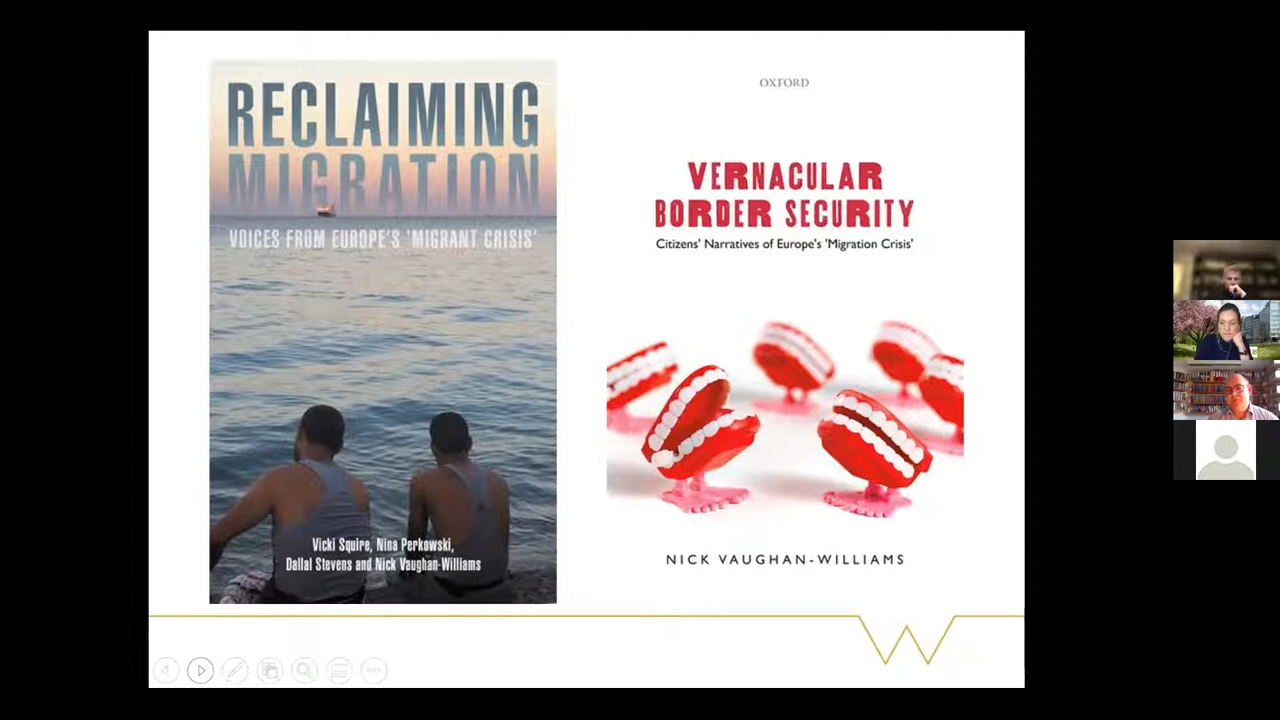 RECLAIMING
MIGRATION
VOICES FROM EUROPE'S 'MIGRANT CRISIS'
Vicki Squire, Nina Perkowski,
Dallal Stevens and Nick Vaughan-Williams
OXFORD
VERNACULAR
BORDER SECURITY
Citizens' Narratives of Europe's 'Migration Crisis'
NICK VAUGHAN-WILLIAMS